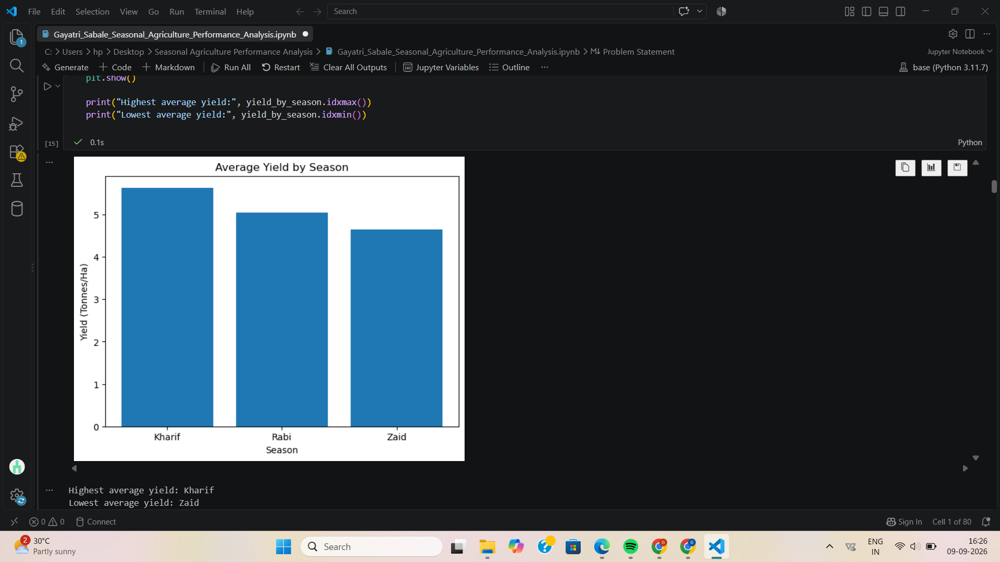 File Edit Selection View Go Run Terminal Help
Search
Gayatri_Sabale_Seasonal_Agriculture_Performance_Analysis.ipynb
C: > Users > hp > Desktop > Seasonal Agriculture Performance Analysis > Gayatri_Sabale_Seasonal_Agriculture_Performance_Analysis.ipynb > M↓ Problem Statement
Jupyter Notebook
Generate + Code + Markdown Run All Restart Clear All Outputs Jupyter Variables Outline ...
base (Python 3.11.7)
plt.show()
print("Highest average yield:", yield_by_season.idxmax())
print("Lowest average yield:", yield_by_season.idxmin())
[15] 0.1s
Python
Average Yield by Season
Yield (Tonnes/Ha)
5
4
3
2
1
0
Kharif Rabi Zaid
Season
Highest average yield: Kharif
Lowest average yield: Zaid
1
0 0 Connect
Sign In Cell 1 of 80
2
30°C
Partly sunny
Search
ENG
IN
16:26
09-09-2026